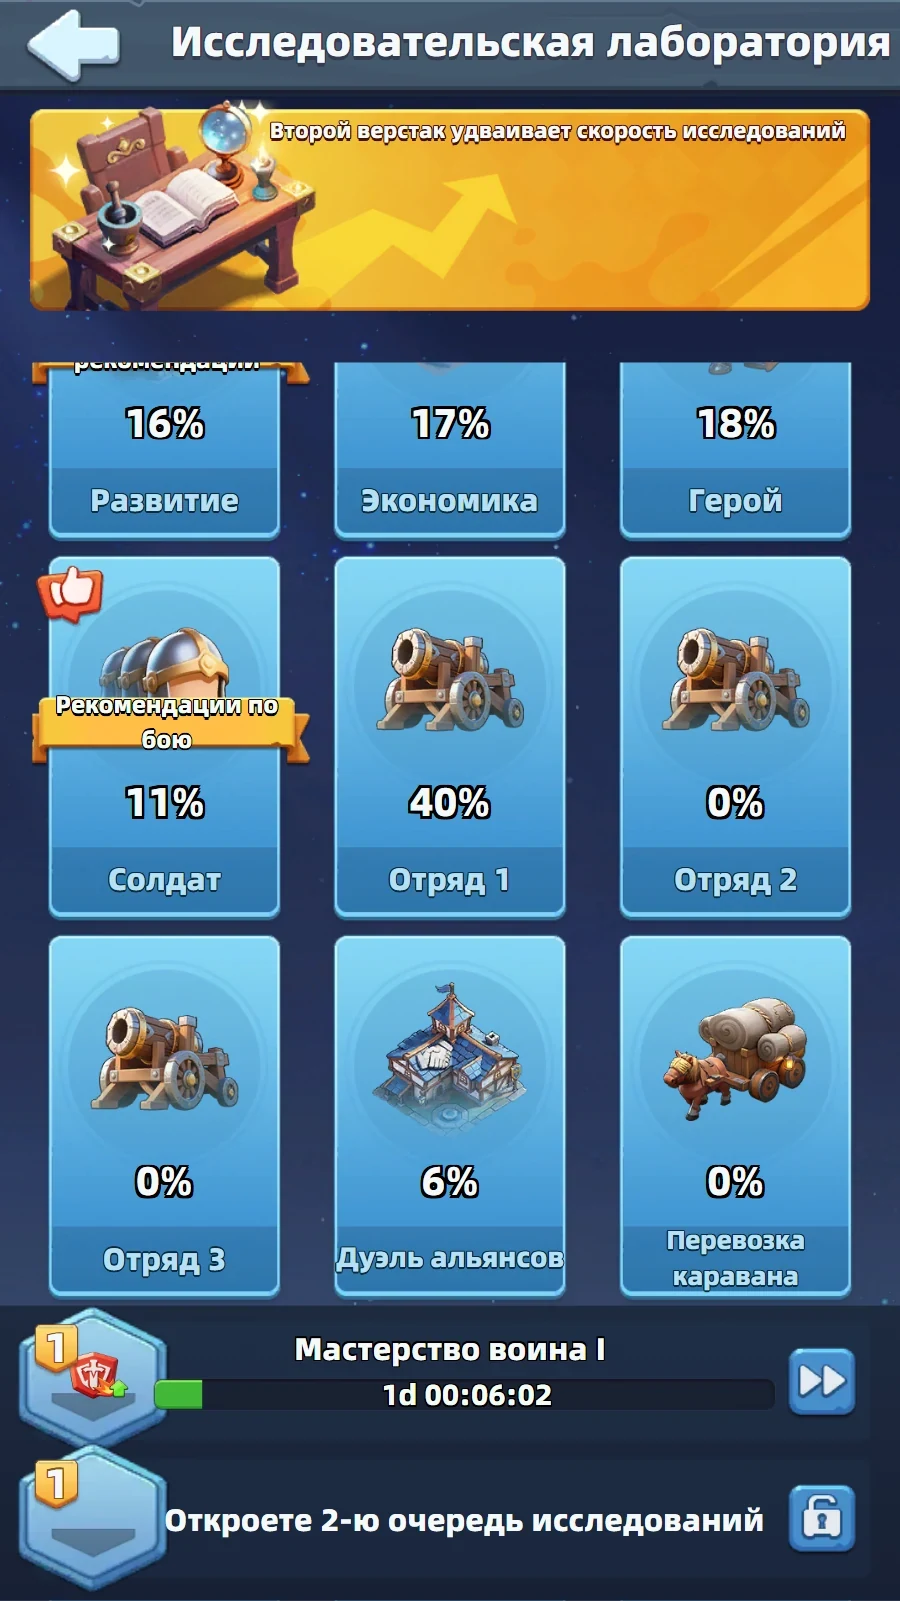 Исследовательская лаборатория
Второй верстак удваивает скорость исследований
рекомендации
16%
17%
18%
Развитие
Экономика
Герой
Рекомендации по
бою
11%
40%
0%
Солдат
Отряд 1
Отряд 2
0%
6%
0%
Отряд 3
Дуэль альянсов
Перевозка
каравана
1
Мастерство воина I
1d 00:06:02
1
Откроете 2-ю очередь исследований